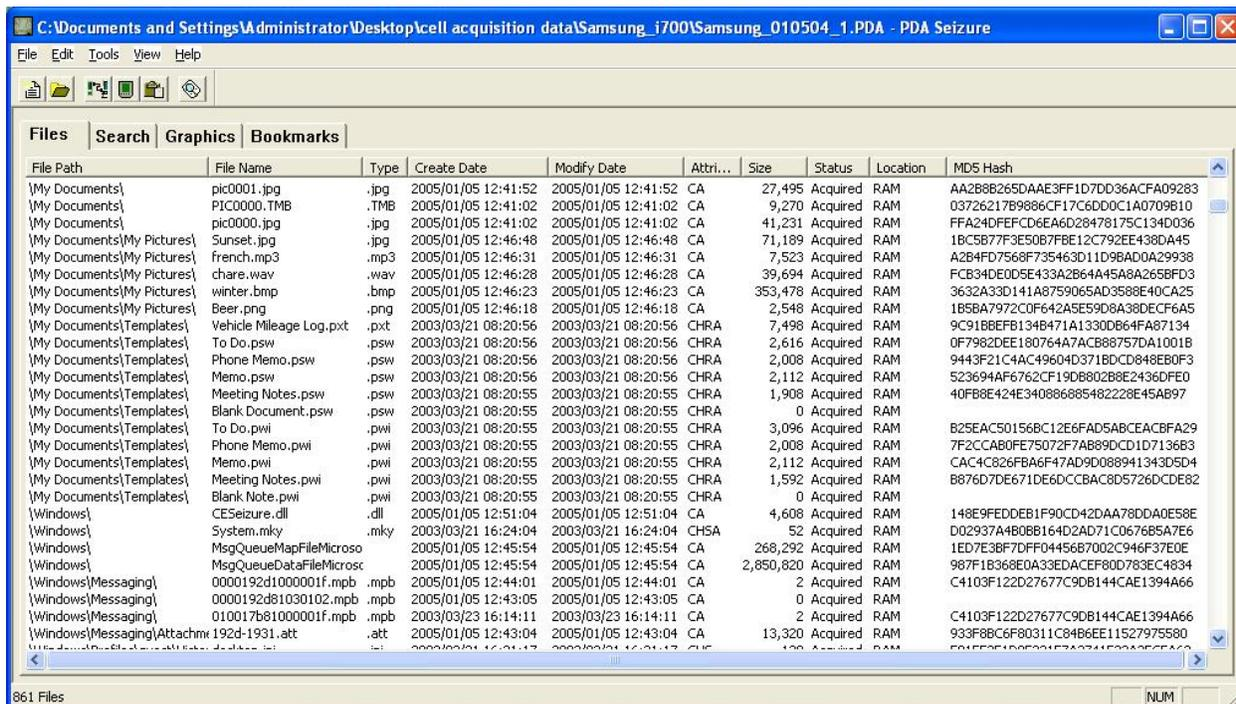 C:\Documents and Settings\Administrator\Desktop\cell acquisition data\Samsung_i700\Samsung_010504_1.PDA - PDA Seizure
File Edit Tools View Help
Files Search Graphics Bookmarks
File Path File Name Type Create Date Modify Date Attri... Size Status Location MD5 Hash
\My Documents\ pic0001.jpg .jpg 2005/01/05 12:41:52 2005/01/05 12:41:52 CA 27,495 Acquired RAM AA2B8B265DAAE3FF1D7DD36ACFA09283
\My Documents\ PIC0000.TMB .TMB 2005/01/05 12:41:02 2005/01/05 12:41:02 CA 9,270 Acquired RAM 03726217B9886CF17C6DD0C1A0709B10
\My Documents\ pic0000.jpg .jpg 2005/01/05 12:41:02 2005/01/05 12:41:02 CA 41,231 Acquired RAM FFA24DFEFCD6EA6D28478175C134D036
\My Documents\My Pictures\ Sunset.jpg .jpg 2005/01/05 12:46:48 2005/01/05 12:46:48 CA 71,189 Acquired RAM 1BC5B77F3E50B7FBE12C792EE438DA45
\My Documents\My Pictures\ french.mp3 .mp3 2005/01/05 12:46:31 2005/01/05 12:46:31 CA 7,523 Acquired RAM A2B4FD7568F735463D11D9BAD0A29938
\My Documents\My Pictures\ chare.wav .wav 2005/01/05 12:46:28 2005/01/05 12:46:28 CA 39,694 Acquired RAM FCB34DE0D5E433A2B64A45A8A265BFD3
\My Documents\My Pictures\ winter.bmp .bmp 2005/01/05 12:46:23 2005/01/05 12:46:23 CA 353,478 Acquired RAM 3632A33D141A8759065AD3588E40CA25
\My Documents\My Pictures\ Beer.png .png 2005/01/05 12:46:18 2005/01/05 12:46:18 CA 2,548 Acquired RAM 1B5BA7972C0F642A5E59D8A38DECF6A5
\My Documents\Templates\ Vehicle Mileage Log.pxt .pxt 2003/03/21 08:20:56 2003/03/21 08:20:56 CHRA 7,498 Acquired RAM 9C91BBEFB134B471A1330DB64FA87134
\My Documents\Templates\ To Do.psw .psw 2003/03/21 08:20:56 2003/03/21 08:20:56 CHRA 2,616 Acquired RAM 0F7982DEE180764A7ACB88757DA1001B
\My Documents\Templates\ Phone Memo.psw .psw 2003/03/21 08:20:56 2003/03/21 08:20:56 CHRA 2,008 Acquired RAM 9443F21C4AC49604D371BDCD848EB0F3
\My Documents\Templates\ Memo.psw .psw 2003/03/21 08:20:56 2003/03/21 08:20:56 CHRA 2,112 Acquired RAM 523694AF6762CF19DB802B8E2436DFE0
\My Documents\Templates\ Meeting Notes.psw .psw 2003/03/21 08:20:56 2003/03/21 08:20:56 CHRA 1,908 Acquired RAM 40FB8E424E340886885482228E45AB97
\My Documents\Templates\ Blank Document.psw .psw 2003/03/21 08:20:55 2003/03/21 08:20:55 CHRA 0 Acquired RAM
\My Documents\Templates\ To Do.pwi .pwi 2003/03/21 08:20:55 2003/03/21 08:20:55 CHRA 3,096 Acquired RAM B25EAC50156BC12E6FAD5ABCEACBFA29
\My Documents\Templates\ Phone Memo.pwi .pwi 2003/03/21 08:20:55 2003/03/21 08:20:55 CHRA 2,008 Acquired RAM 7F2CCAB0FE75072F7AB89DCD1D7136B3
\My Documents\Templates\ Memo.pwi .pwi 2003/03/21 08:20:55 2003/03/21 08:20:55 CHRA 2,112 Acquired RAM CAC4C826FBA6F47AD9D088941343D5D4
\My Documents\Templates\ Meeting Notes.pwi .pwi 2003/03/21 08:20:55 2003/03/21 08:20:55 CHRA 1,592 Acquired RAM B876D7DE671DE6DCCBAC8D5726DCDE82
\My Documents\Templates\ Blank Note.pwi .pwi 2003/03/21 08:20:55 2003/03/21 08:20:55 CHRA 0 Acquired RAM
\Windows\ CESeizure.dll .dll 2005/01/05 12:51:04 2005/01/05 12:51:04 CA 4,608 Acquired RAM 148E9FEDDEB1F90CD42DAA78DDA0E58E
\Windows\ System.mky .mky 2003/03/21 16:24:04 2003/03/21 16:24:04 CHSA 52 Acquired RAM D02937A4B0BB164D2AD71C0676B5A7E6
\Windows\ MsgQueueMapFileMicroso 2005/01/05 12:45:54 2005/01/05 12:45:54 CA 268,292 Acquired RAM 1ED7E3BF7DFF04456B7002C946F37E0E
\Windows\ MsgQueueDataFileMicrosc 2005/01/05 12:45:54 2005/01/05 12:45:54 CA 2,850,820 Acquired RAM 987F1B368E0A33EDACEF80D783EC4834
\Windows\Messaging\ 0000192d1000001f.mpb .mpb 2005/01/05 12:44:01 2005/01/05 12:44:01 CA 2 Acquired RAM C4103F122D27677C9DB144CAE1394A66
\Windows\Messaging\ 0000192d81030102.mpb .mpb 2005/01/05 12:43:05 2005/01/05 12:43:05 CA 0 Acquired RAM
\Windows\Messaging\ 010017b81000001f.mpb .mpb 2003/03/23 16:14:11 2003/03/23 16:14:11 CA 2 Acquired RAM C4103F122D27677C9DB144CAE1394A66
\Windows\Messaging\Attachme 192d-1931.att .att 2005/01/05 12:43:04 2005/01/05 12:43:04 CA 13,320 Acquired RAM 933F8BC6F80311C84B6EE11527975580
861 Files NUM